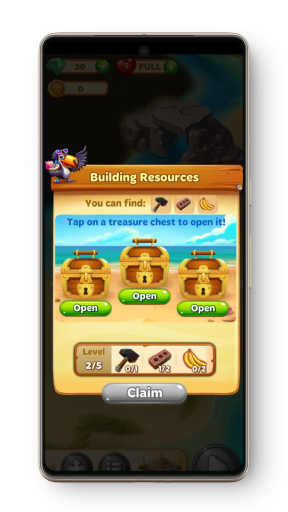 20
FULL
0
Building Resources
You can find:
Tap on a treasure chest to open it!
Open
Open
Open
Level
2/5
0/1
1/2
0/2
Claim